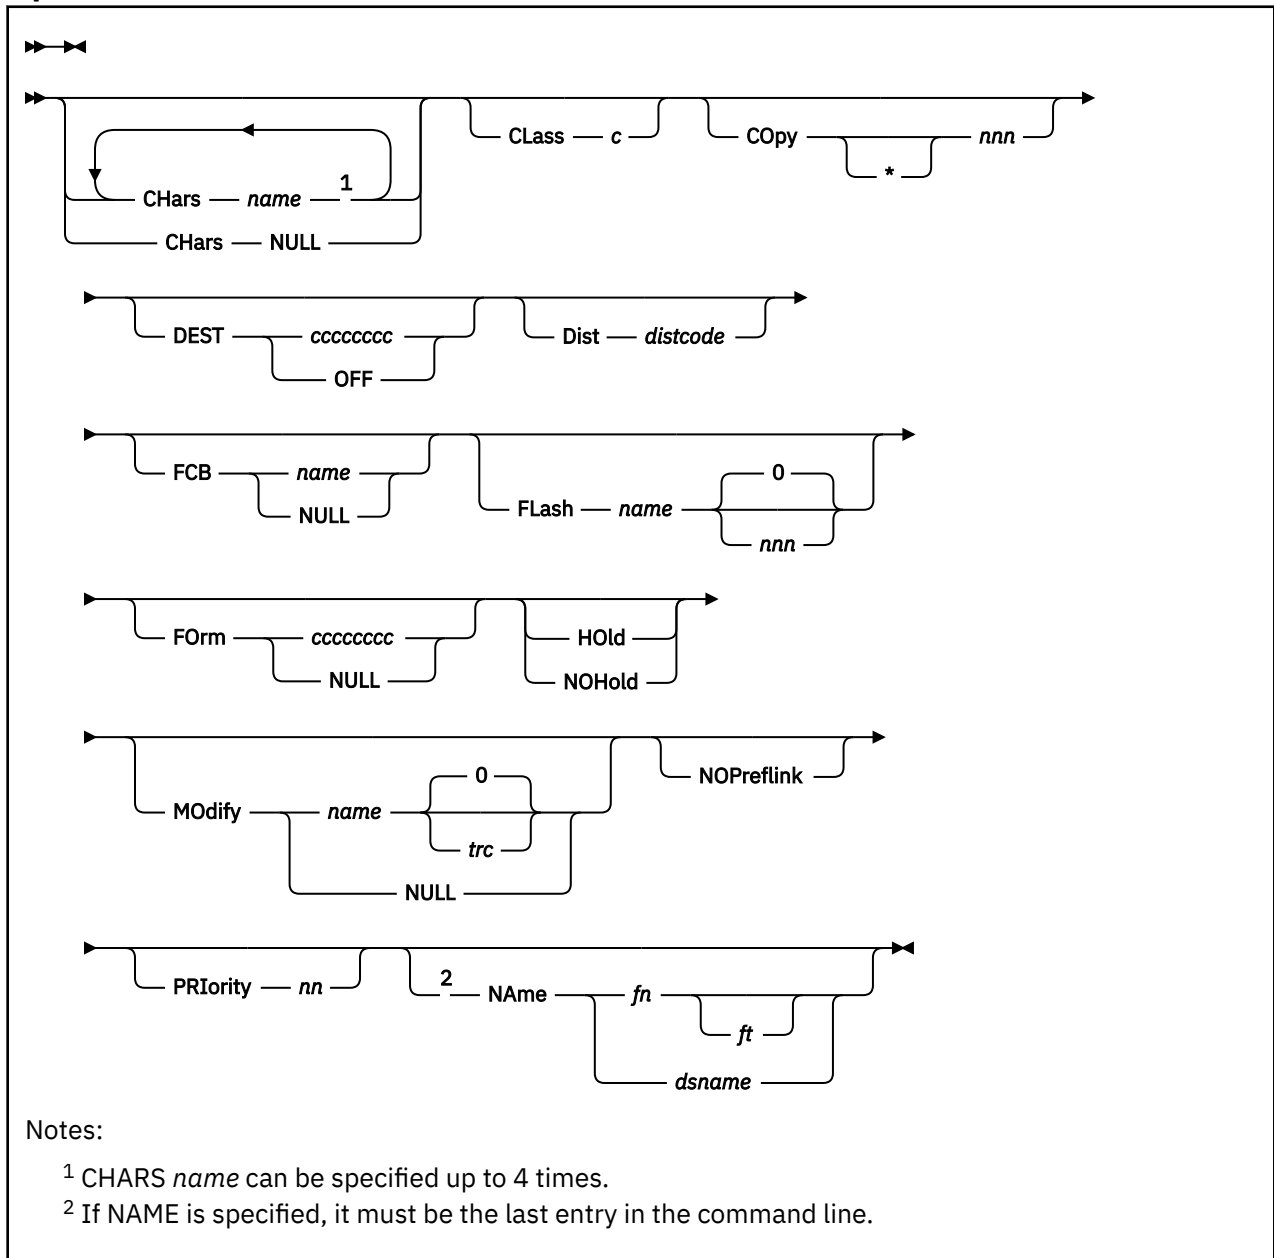 CLass c COpy nnn
*
CHars name 1
CHars NULL
DEST cccccccc Dist distcode
OFF
FCB name 0
NULL FLash name
nnn
FOrm cccccccc HOld
NULL NOHold
0 NOPreflink
MOdify name
trc
NULL
PRIority nn 2 NAme fn
ft
dsname
Notes:
1 CHARS name can be specified up to 4 times.
2 If NAME is specified, it must be the last entry in the command line.